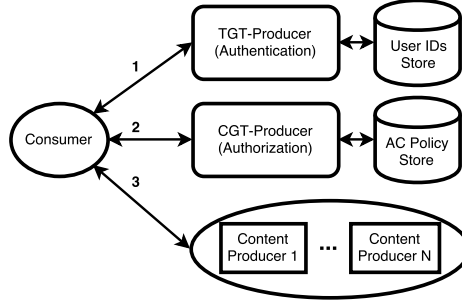 TGT-Producer
(Authentication)
User IDs
Store
1
Consumer
2
CGT-Producer
(Authorization)
AC Policy
Store
3
Content
Producer 1
...
Content
Producer N